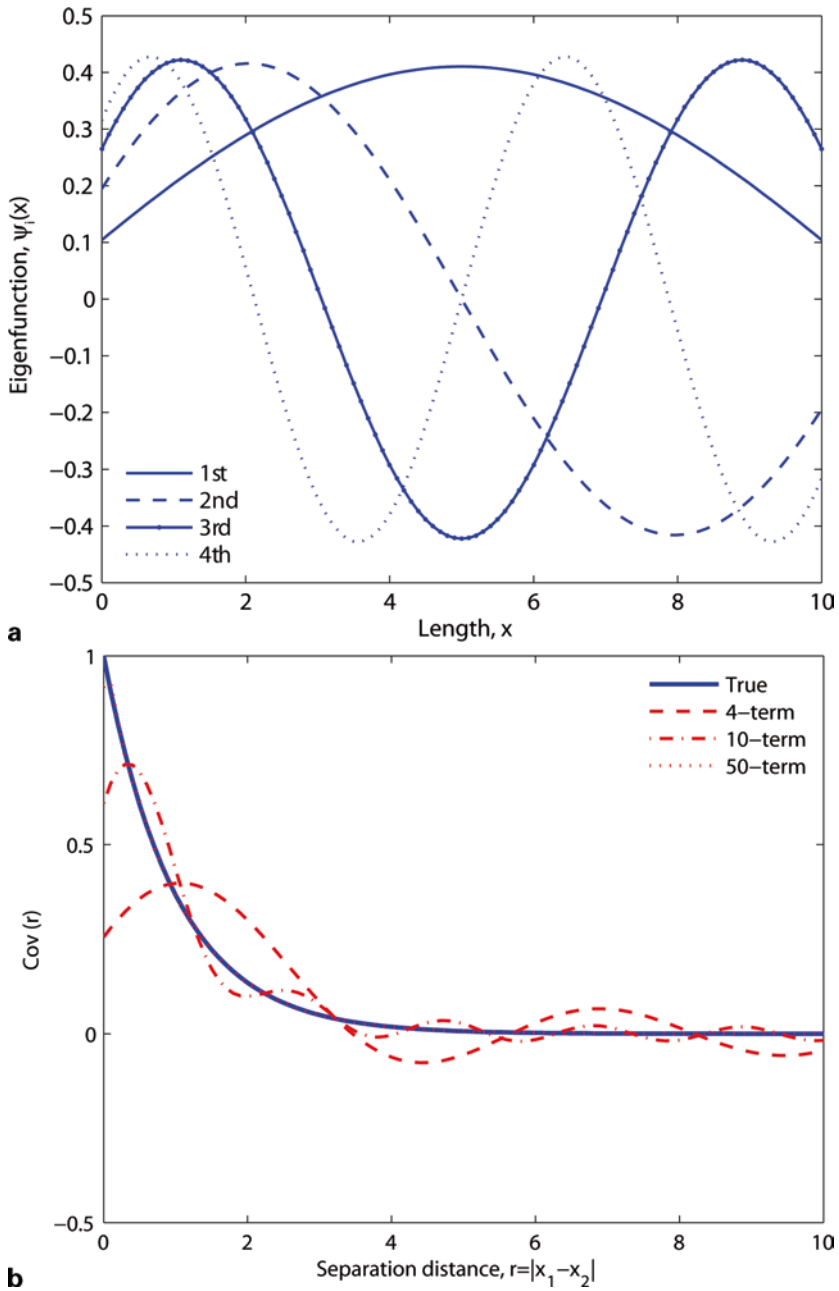 0.5
0.4
0.3
0.2
0.1
0
−0.1
−0.2
−0.3
−0.4
−0.5
Eigenfunction, ψi(x)
1st
2nd
3rd
4th
0 2 4 6 8 10
Length, x
a
1
0.5
0
−0.5
Cov (r)
True
4−term
10−term
50−term
0 2 4 6 8 10
Separation distance, r=|x1−x2|
b